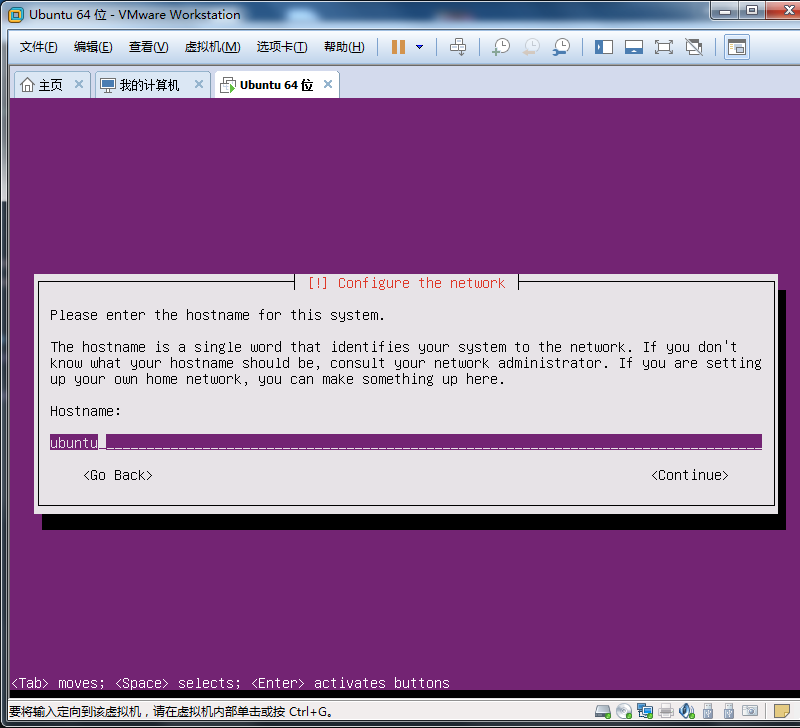 Ubuntu 64 位 - VMware Workstation
文件(F) 编辑(E) 查看(V) 虚拟机(M) 选项卡(T) 帮助(H)
主页 我的计算机 Ubuntu 64 位
[!] Configure the network
Please enter the hostname for this system.
The hostname is a single word that identifies your system to the network. If you don't
know what your hostname should be, consult your network administrator. If you are setting
up your own home network, you can make something up here.
Hostname:
ubuntu
<Go Back> <Continue>
<Tab> moves; <Space> selects; <Enter> activates buttons
要将输入定向到该虚拟机，请在虚拟机内部单击或按 Ctrl+G。